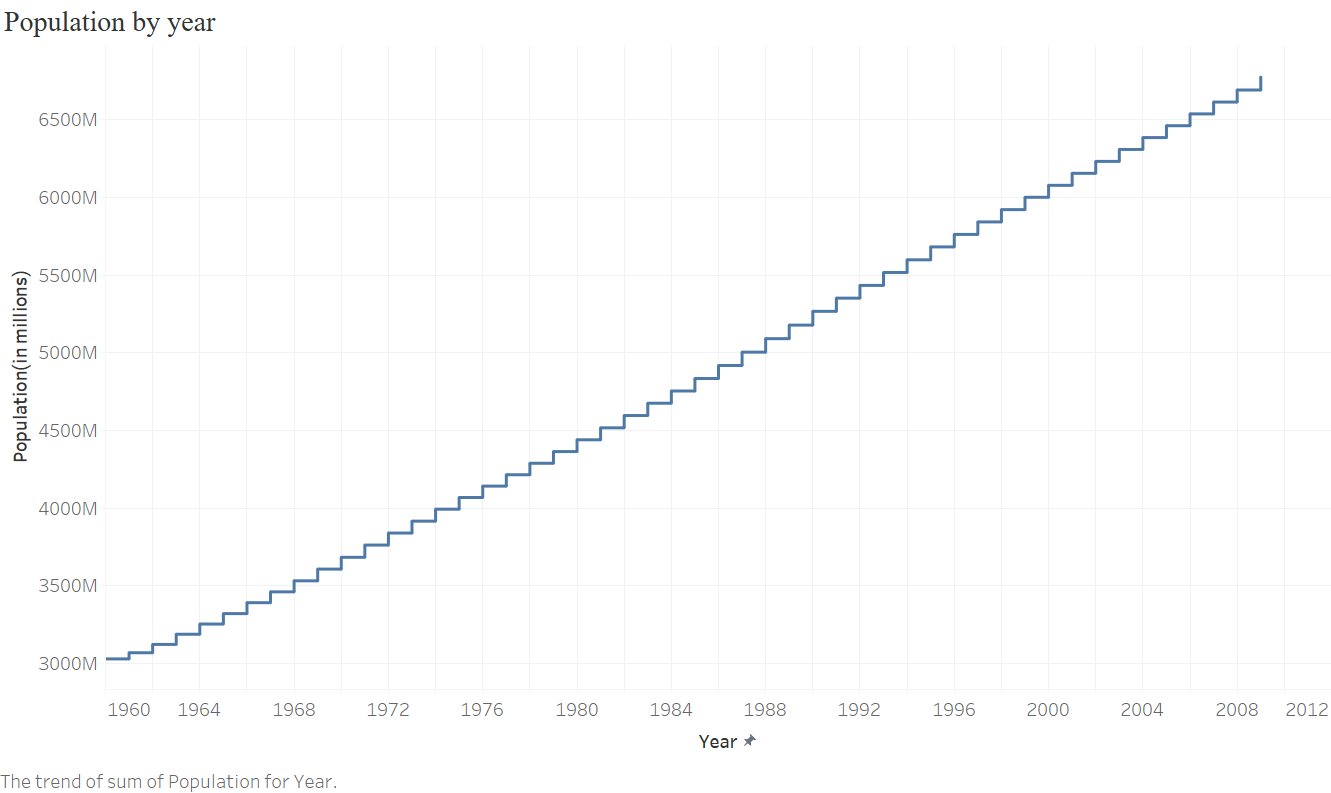 Population by year
6500M
6000M
5500M
5000M
4500M
4000M
3500M
3000M
Population(in millions)
1960 1964 1968 1972 1976 1980 1984 1988 1992 1996 2000 2004 2008 2012
Year
The trend of sum of Population for Year.